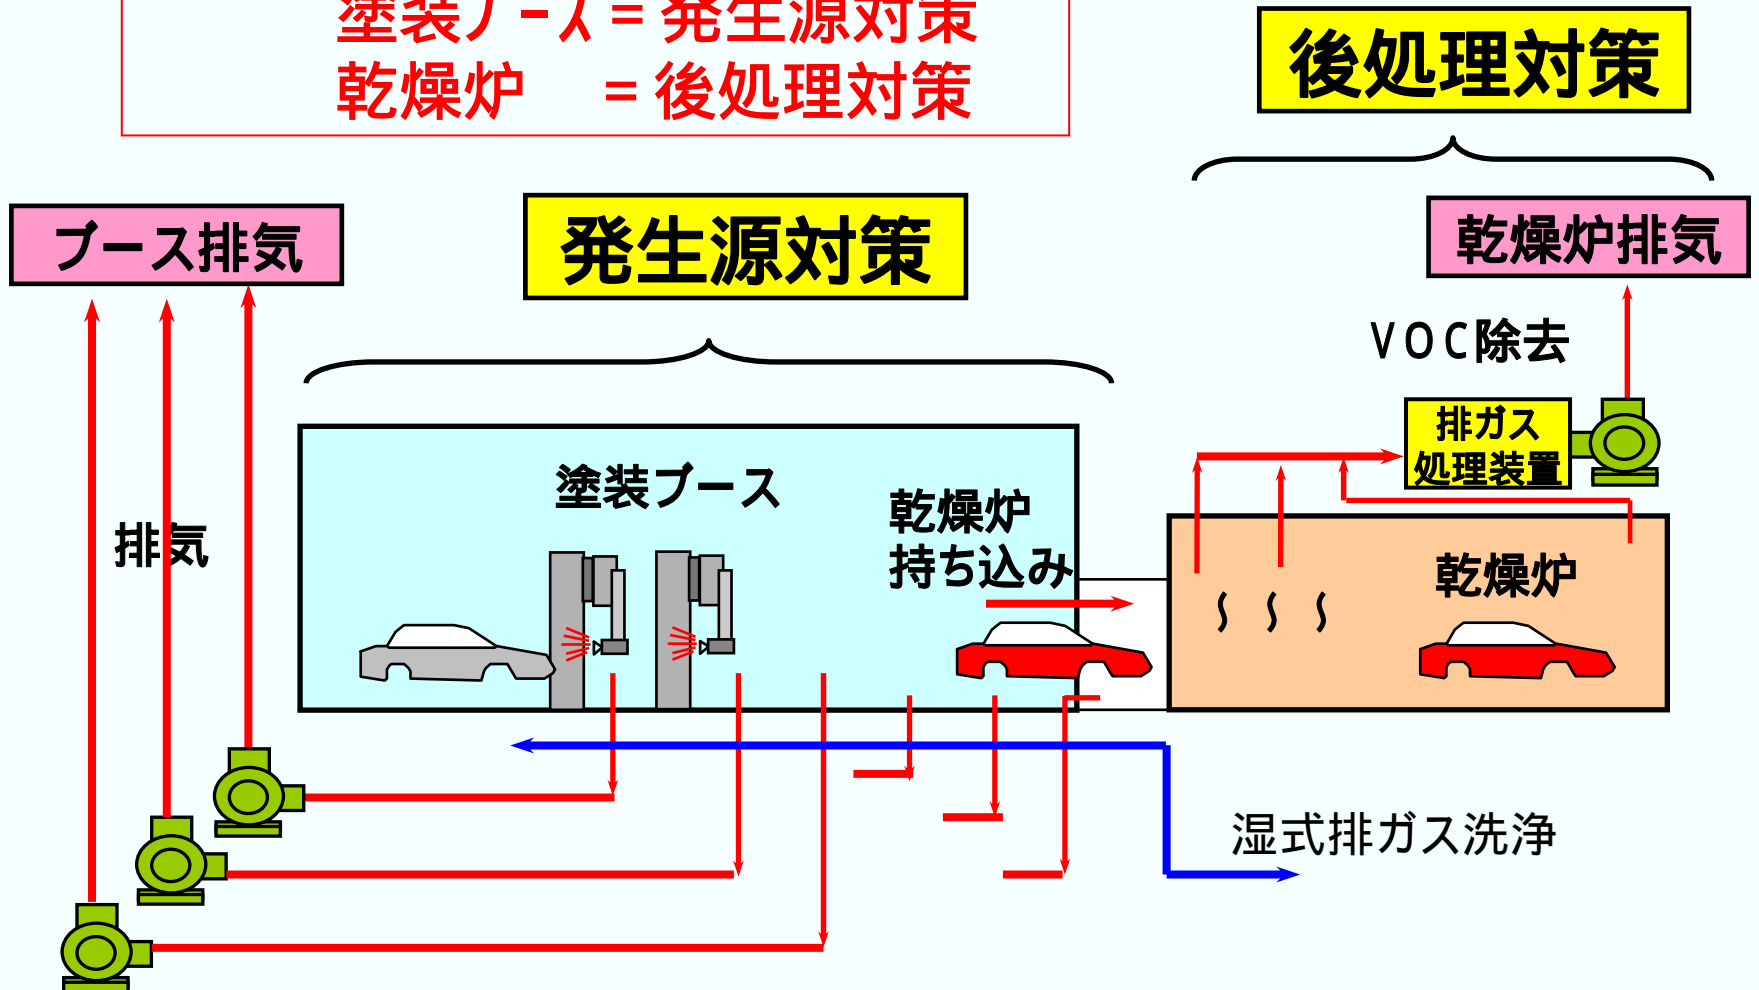 塗装ブース = 発生源対策
乾燥炉 = 後処理対策
後処理対策
ブース排気
発生源対策
乾燥炉排気
VOC除去
排ガス
処理装置
塗装ブース
乾燥炉
持ち込み
排気
乾燥炉
湿式排ガス洗浄